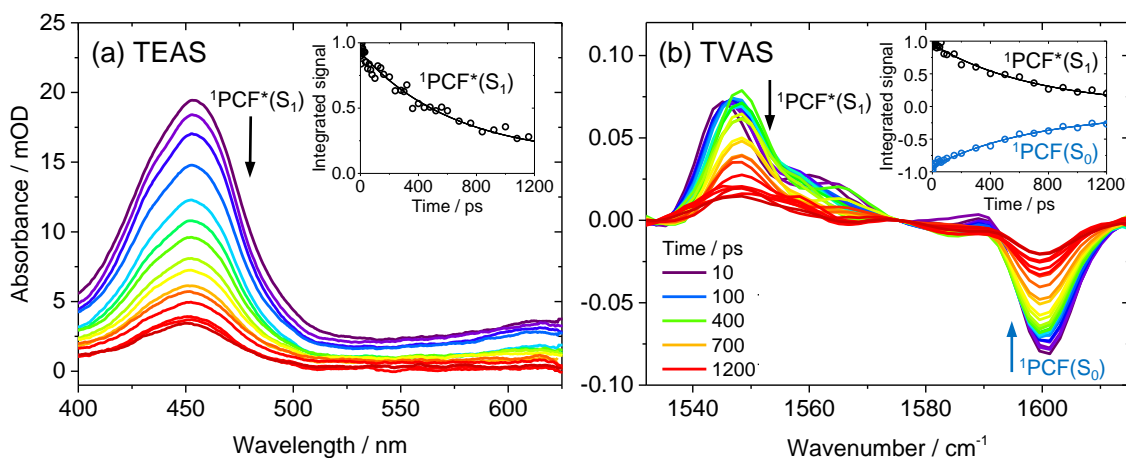 (a) TEAS
¹PCF*(S₁)
Absorbance / mOD
25
20
15
10
5
0
400 450 500 550 600
Wavelength / nm
Integrated signal
1.0
0.5
0.0
¹PCF*(S₁)
0 400 800 1200
Time / ps
(b) TVAS
¹PCF*(S₁)
0.10
0.05
0.00
-0.05
-0.10
Time / ps
10
100
400
700
1200
¹PCF(S₀)
1540 1560 1580 1600
Wavenumber / cm⁻¹
Integrated signal
1.0
0.0
-1.0
¹PCF*(S₁)
¹PCF(S₀)
0 400 800 1200
Time / ps